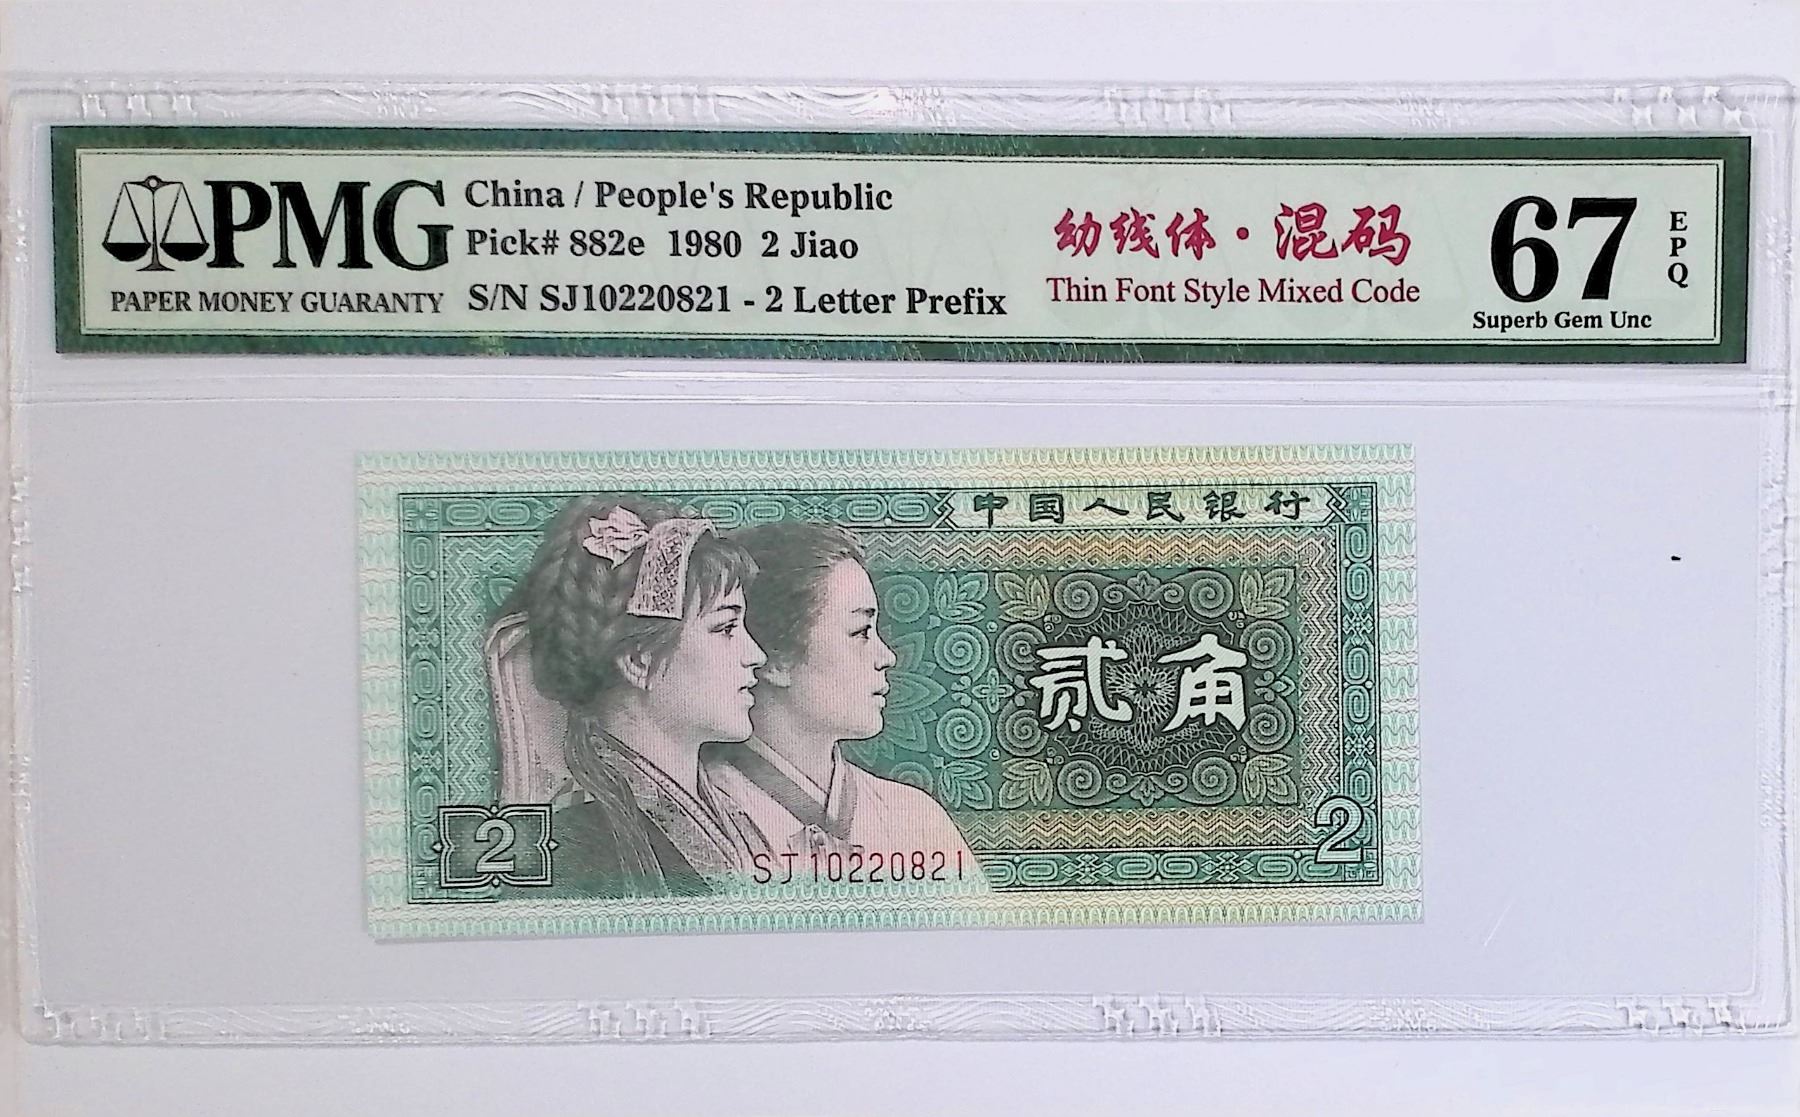 PMG
PAPER MONEY GUARANTY
China / People's Republic
Pick# 882e 1980 2 Jiao
S/N SJ10220821 - 2 Letter Prefix
幼线体·混码
Thin Font Style Mixed Code
67
EPQ
Superb Gem Unc
中国人民银行
贰角
2
2
SJ10220821